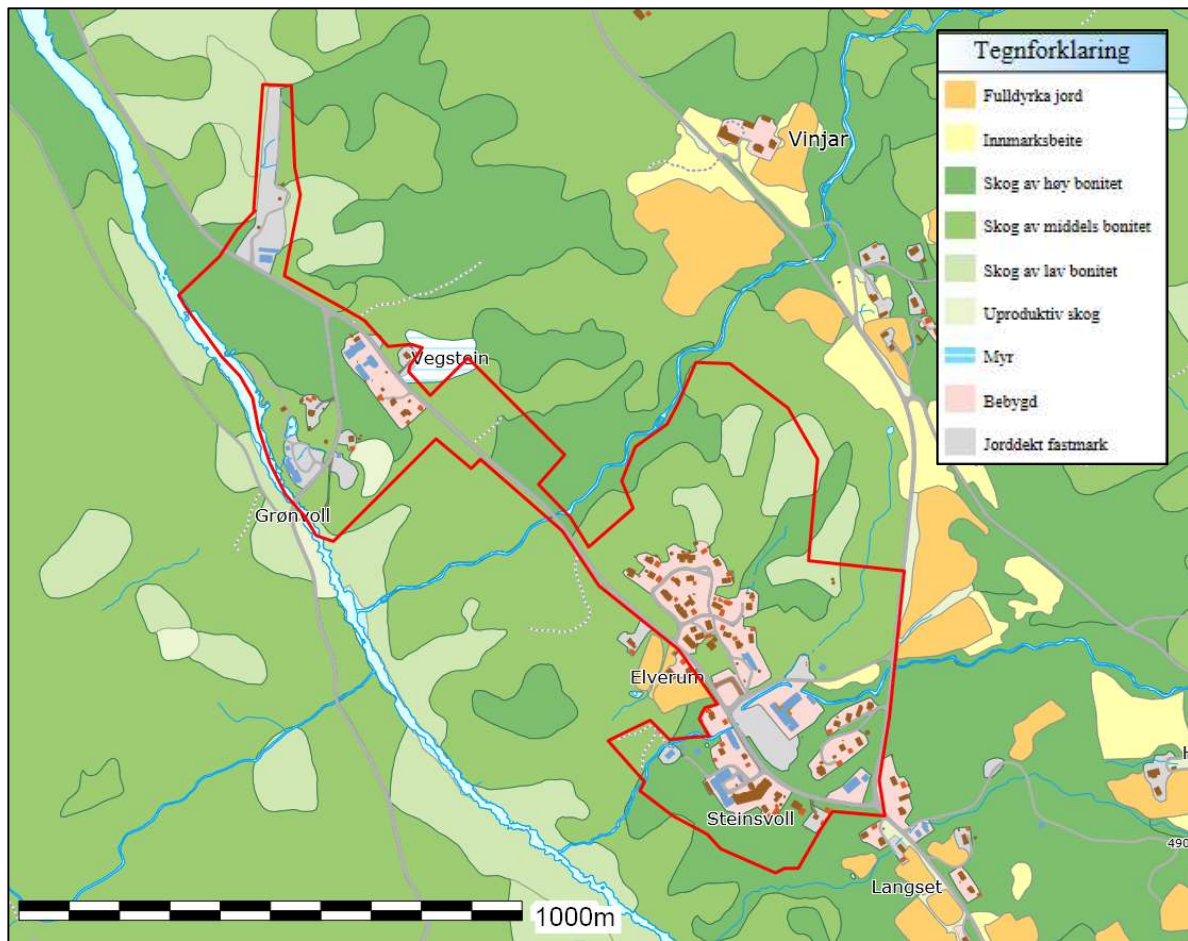 Tegnforklaring
Fulldyrka jord
Innmarksbeite
Skog av høy bonitet
Skog av middels bonitet
Skog av lav bonitet
Uproduktiv skog
Myr
Bebygd
Jorddekt fastmark
Vinjar
Vegstein
Grønvoll
Elverum
H
Steinsvoll
490
Langset
1000m